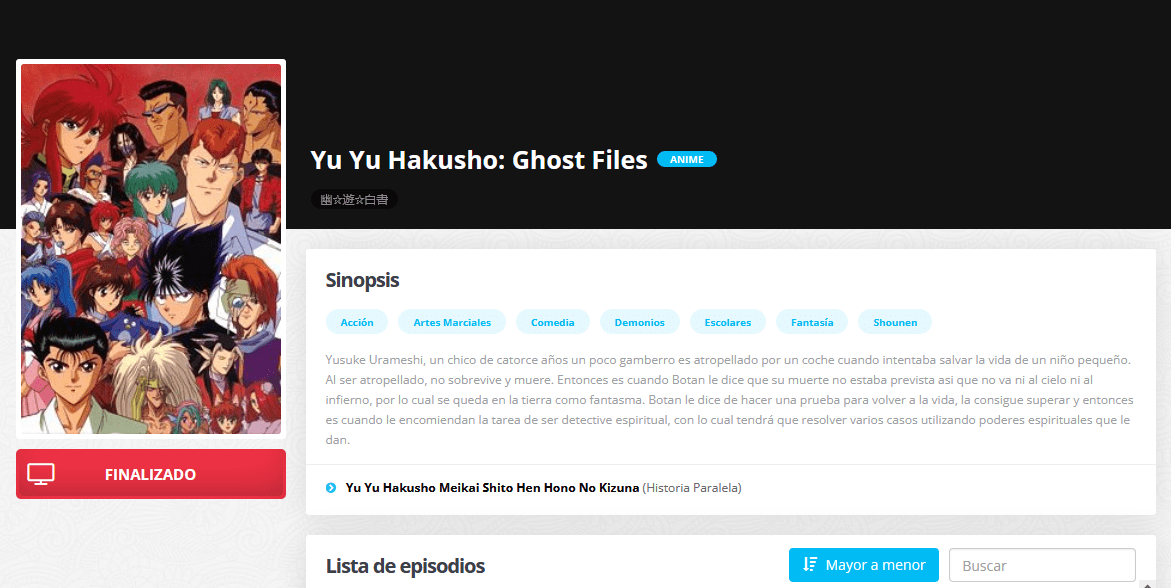 Yu Yu Hakusho: Ghost Files ANIME
幽☆遊☆白書
FINALIZADO
Sinopsis
Acción Artes Marciales Comedia Demonios Escolares Fantasía Shounen
Yusuke Urameshi, un chico de catorce años un poco gamberro es atropellado por un coche cuando intentaba salvar la vida de un niño pequeño.
Al ser atropellado, no sobrevive y muere. Entonces es cuando Botan le dice que su muerte no estaba prevista asi que no va ni al cielo ni al
infierno, por lo cual se queda en la tierra como fantasma. Botan le dice de hacer una prueba para volver a la vida, la consigue superar y entonces
es cuando le encomiendan la tarea de ser detective espiritual, con lo cual tendrá que resolver varios casos utilizando poderes espirituales que le
dan.
Yu Yu Hakusho Meikai Shito Hen Hono No Kizuna (Historia Paralela)
Lista de episodios
Mayor a menor
Buscar